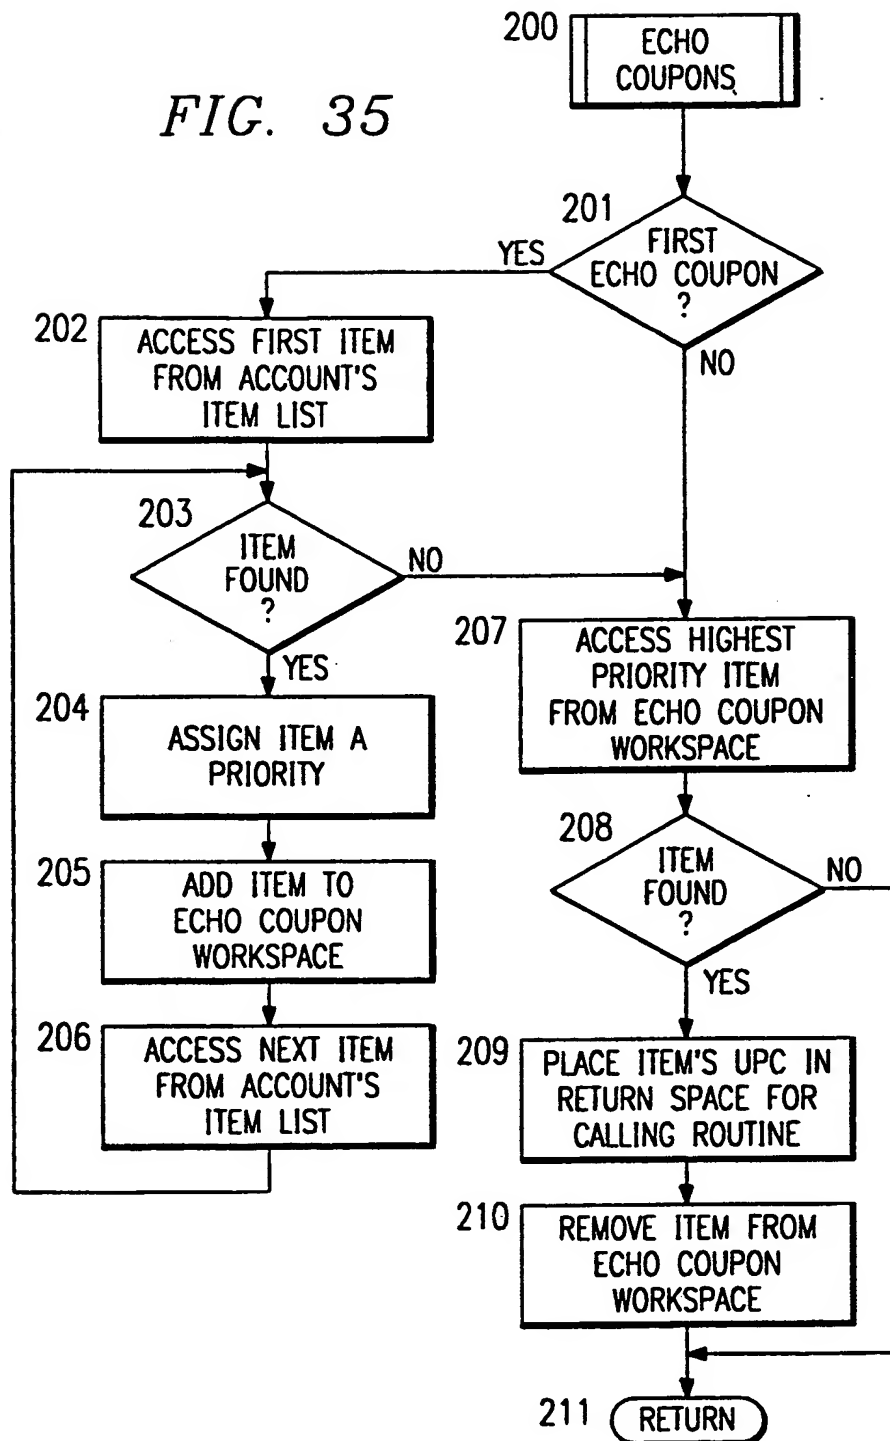 200
ECHO
COUPONS
FIG. 35
201
FIRST
ECHO COUPON
?
YES
NO
202
ACCESS FIRST ITEM
FROM ACCOUNT'S
ITEM LIST
203
ITEM
FOUND
?
NO
YES
204
ASSIGN ITEM A
PRIORITY
205
ADD ITEM TO
ECHO COUPON
WORKSPACE
206
ACCESS NEXT ITEM
FROM ACCOUNT'S
ITEM LIST
207
ACCESS HIGHEST
PRIORITY ITEM
FROM ECHO COUPON
WORKSPACE
208
ITEM
FOUND
?
NO
YES
209
PLACE ITEM'S UPC IN
RETURN SPACE FOR
CALLING ROUTINE
210
REMOVE ITEM FROM
ECHO COUPON
WORKSPACE
211
RETURN